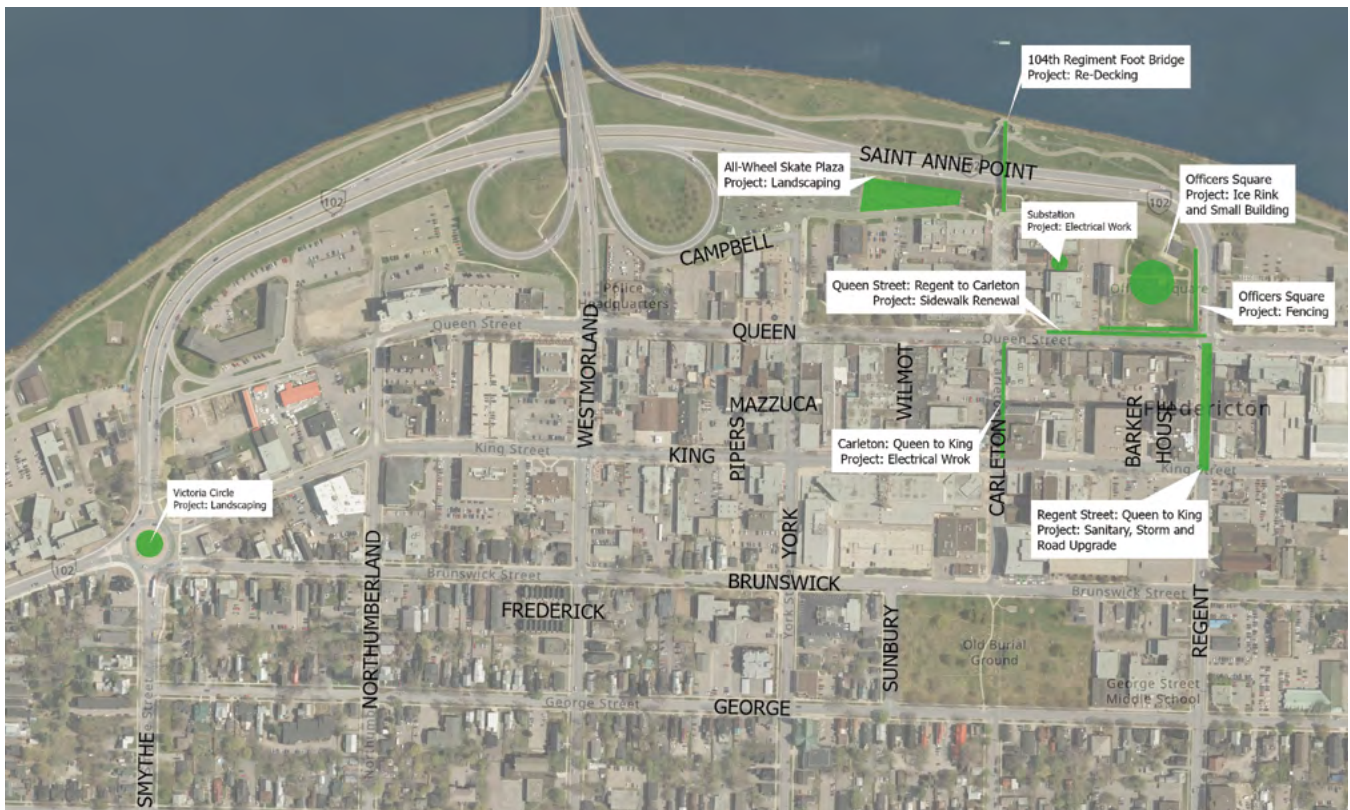 104th Regiment Foot Bridge
Project: Re-Decking
SAINT ANNE POINT
All-Wheel Skate Plaza
Project: Landscaping
Officers Square
Project: Ice Rink
and Small Building
102
102
Substation
Project: Electrical Work
CAMPBELL
Queen Street: Regent to Carleton
Project: Sidewalk Renewal
Police
Headquarters
Officers Square
Project: Fencing
Queen Street
QUEEN
Queen Street
WESTMORLAND
WILMOT
MAZZUCA
BARKER
HOUSE
Fredericton
Carleton: Queen to King
Project: Electrical Wrok
CARLETON
King Street
KING
PIPERS
King Street
Regent Street: Queen to King
Project: Sanitary, Storm and
Road Upgrade
Victoria Circle
Project: Landscaping
YORK
NORTHUMBERLAND
102
Brunswick Street
BRUNSWICK
Brunswick Street
FREDERICK
York St
SUNBURY
Old Burial
Ground
REGENT
George Street
Middle School
George Street
GEORGE
SMYTHE